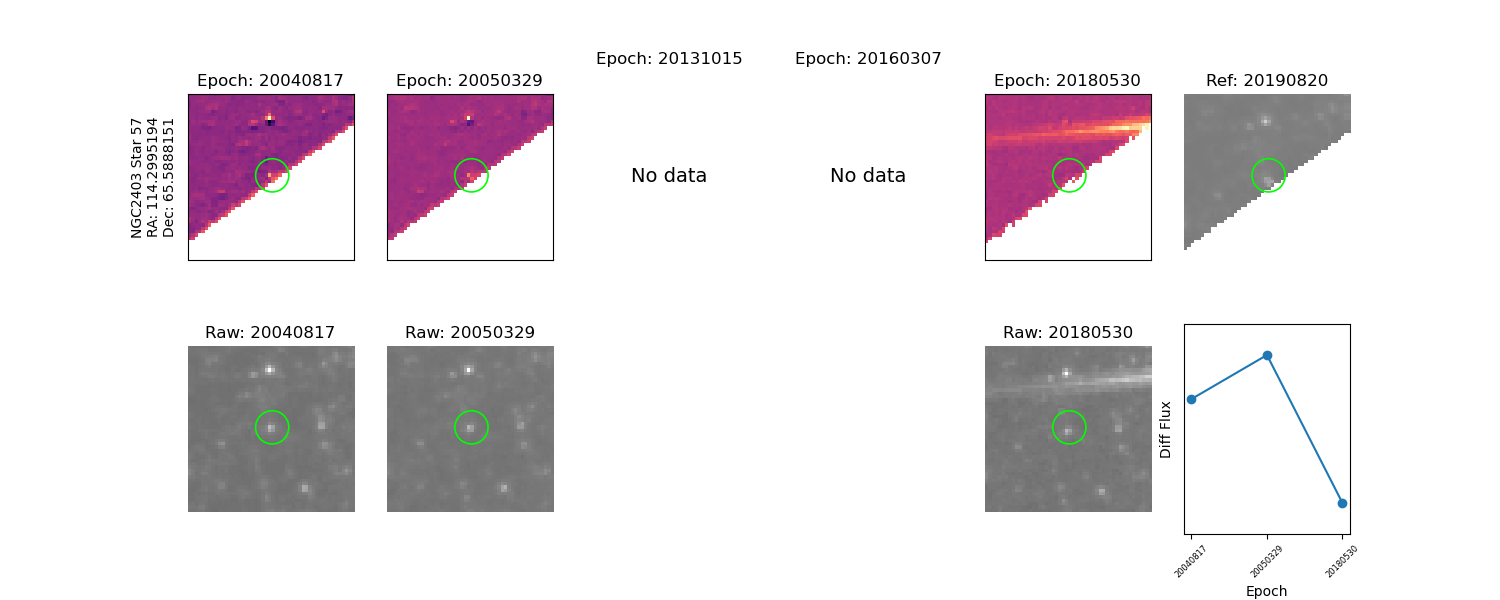 Epoch: 20040817
Epoch: 20050329
Epoch: 20131015
Epoch: 20160307
Epoch: 20180530
Ref: 20190820
NGC2403 Star 57
RA: 114.2995194
Dec: 65.5888151
No data
No data
Raw: 20040817
Raw: 20050329
Raw: 20180530
Diff Flux
20040817
20050329
20180530
Epoch